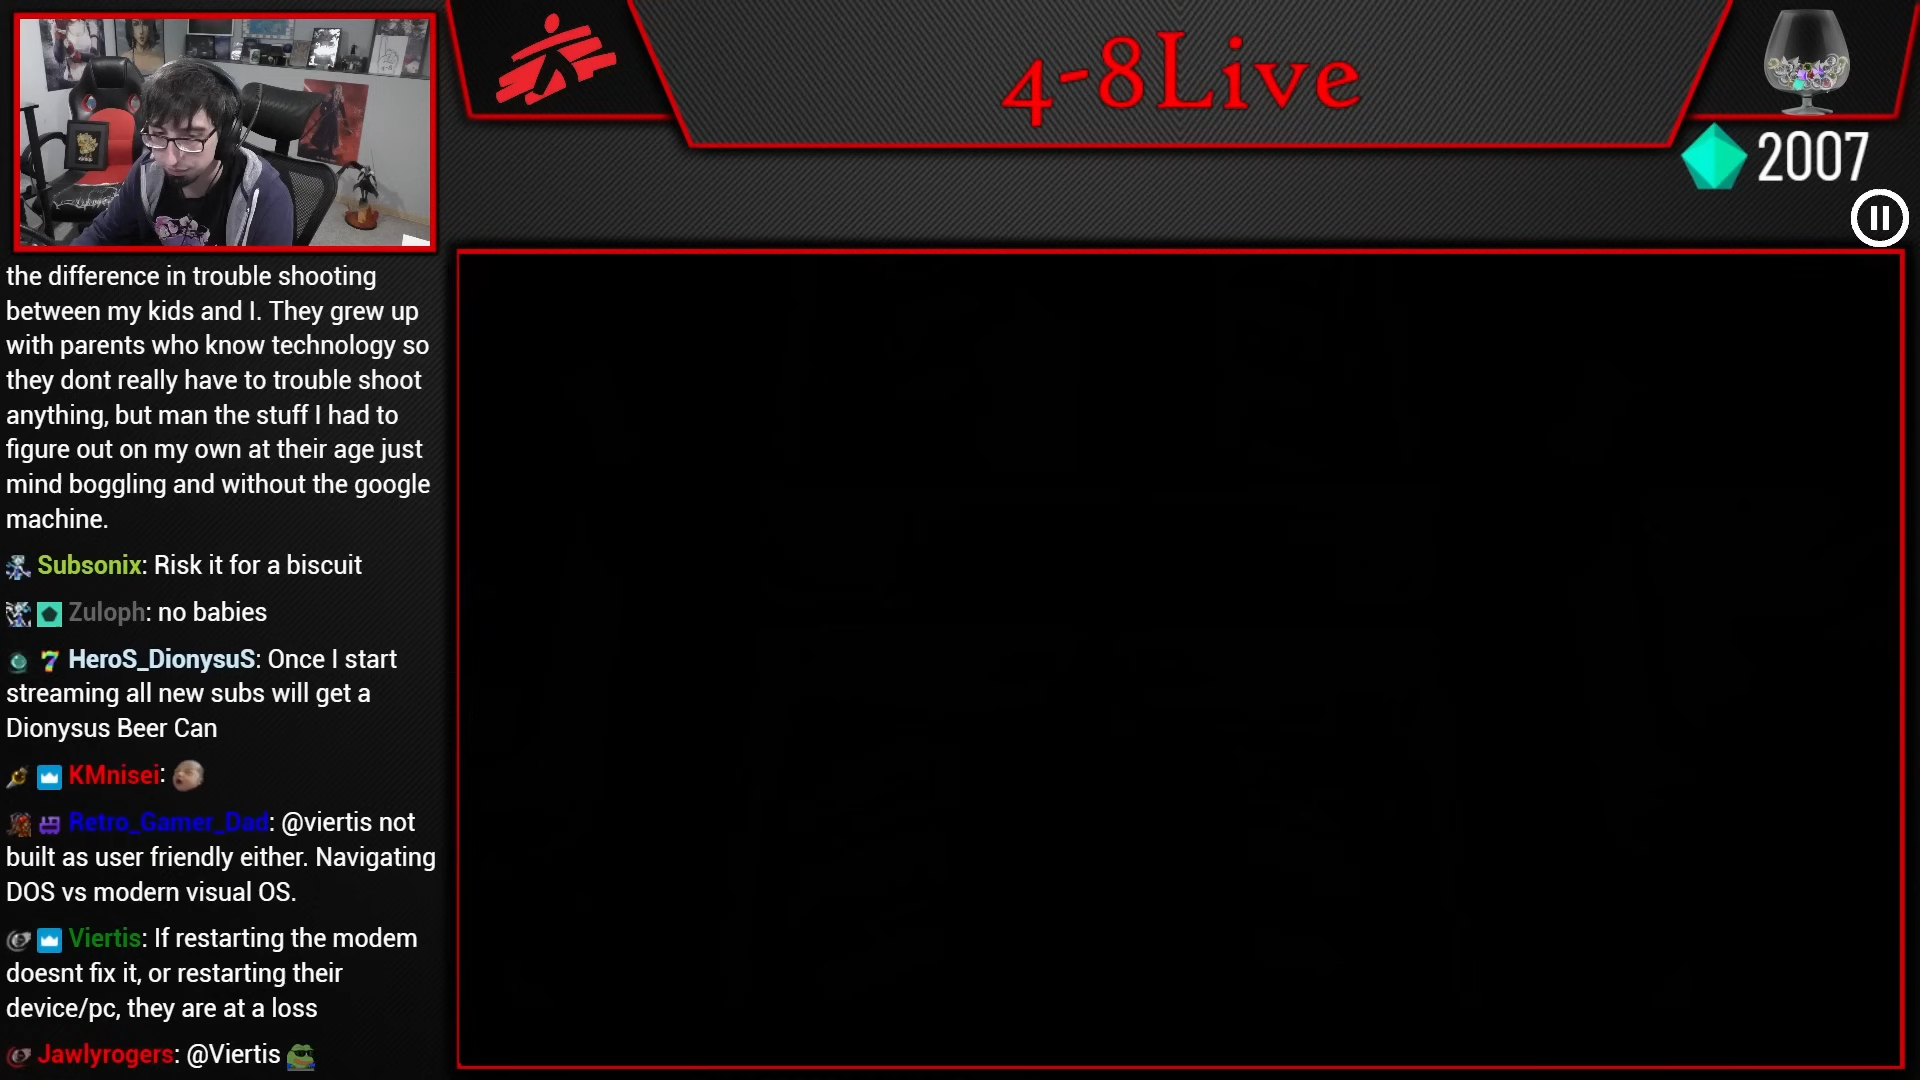 4-8Live
2007
the difference in trouble shooting
between my kids and I. They grew up
with parents who know technology so
they dont really have to trouble shoot
anything, but man the stuff I had to
figure out on my own at their age just
mind boggling and without the google
machine.
Subsonix: Risk it for a biscuit
Zuloph: no babies
7 HeroS_DionysuS: Once I start
streaming all new subs will get a
Dionysus Beer Can
KMnisei:
Retro_Gamer_Dad: @viertis not
built as user friendly either. Navigating
DOS vs modern visual OS.
Viertis: If restarting the modem
doesnt fix it, or restarting their
device/pc, they are at a loss
Jawlyrogers: @Viertis